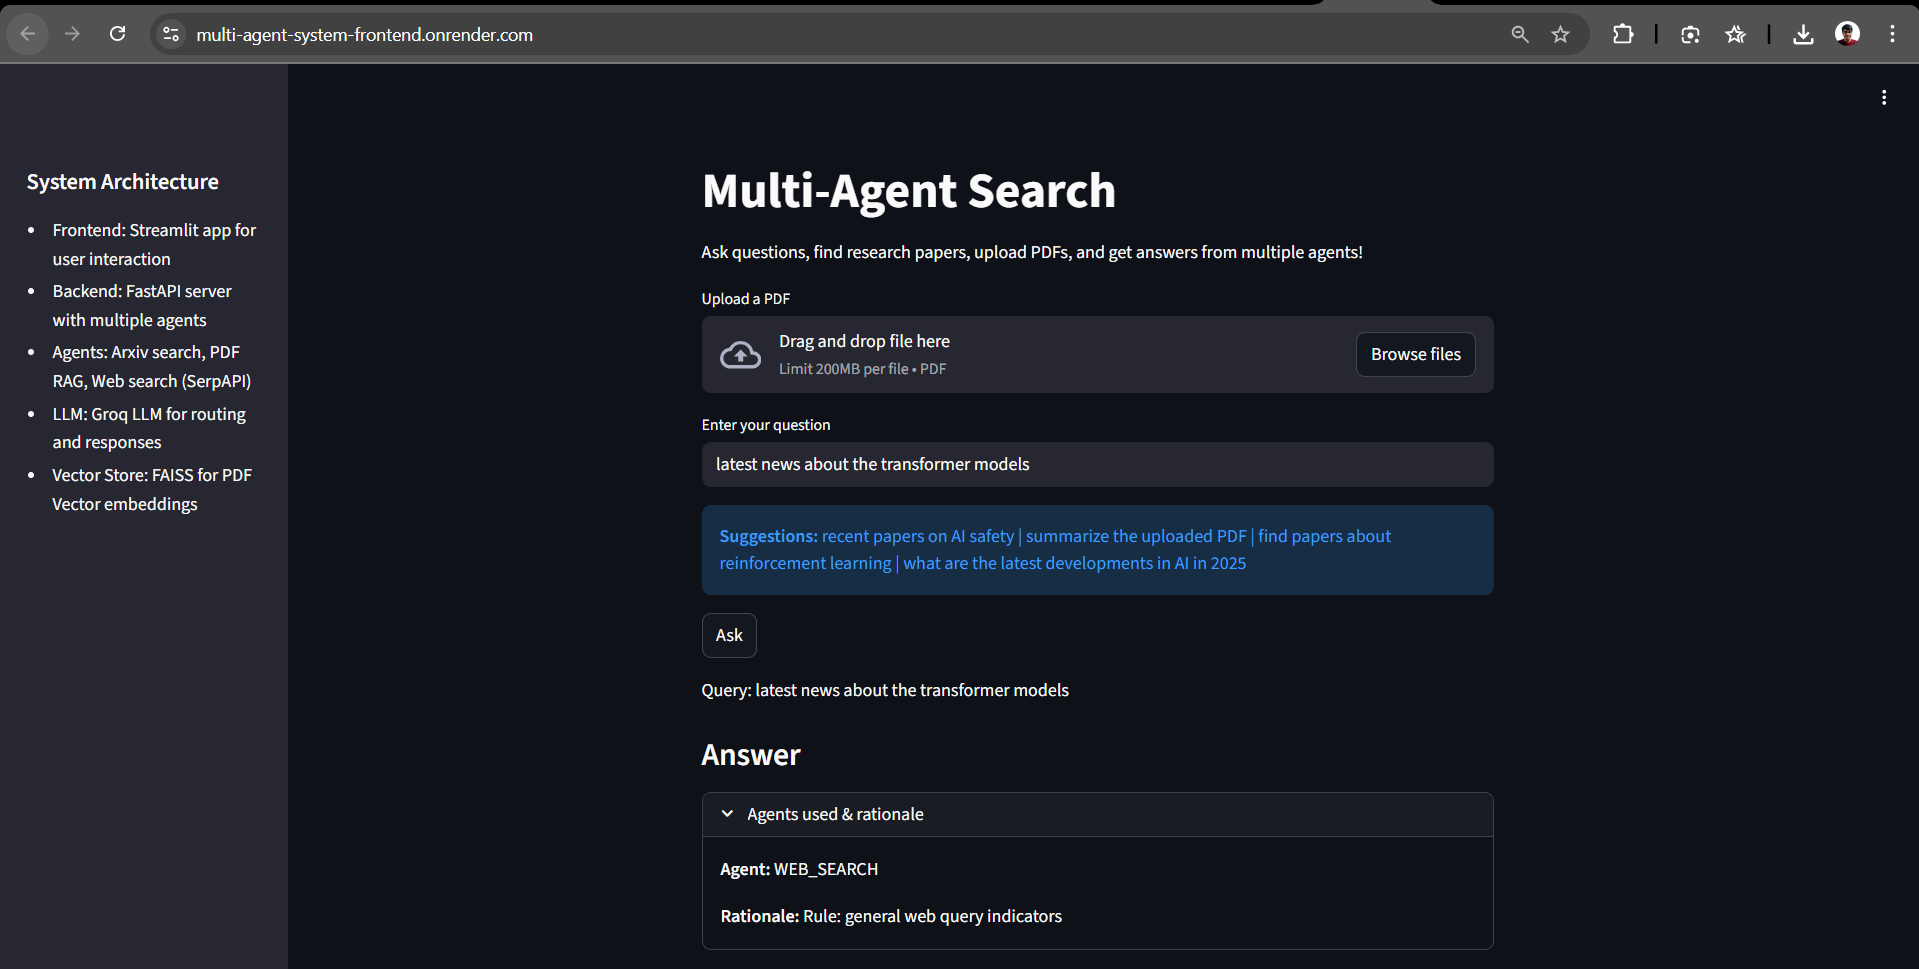 multi-agent-system-frontend.onrender.com
System Architecture
Frontend: Streamlit app for
user interaction
Backend: FastAPI server
with multiple agents
Agents: Arxiv search, PDF
RAG, Web search (SerpAPI)
LLM: Groq LLM for routing
and responses
Vector Store: FAISS for PDF
Vector embeddings
Multi-Agent Search
Ask questions, find research papers, upload PDFs, and get answers from multiple agents!
Upload a PDF
Drag and drop file here
Limit 200MB per file • PDF
Browse files
Enter your question
latest news about the transformer models
Suggestions: recent papers on AI safety | summarize the uploaded PDF | find papers about
reinforcement learning | what are the latest developments in AI in 2025
Ask
Query: latest news about the transformer models
Answer
Agents used & rationale
Agent: WEB_SEARCH
Rationale: Rule: general web query indicators